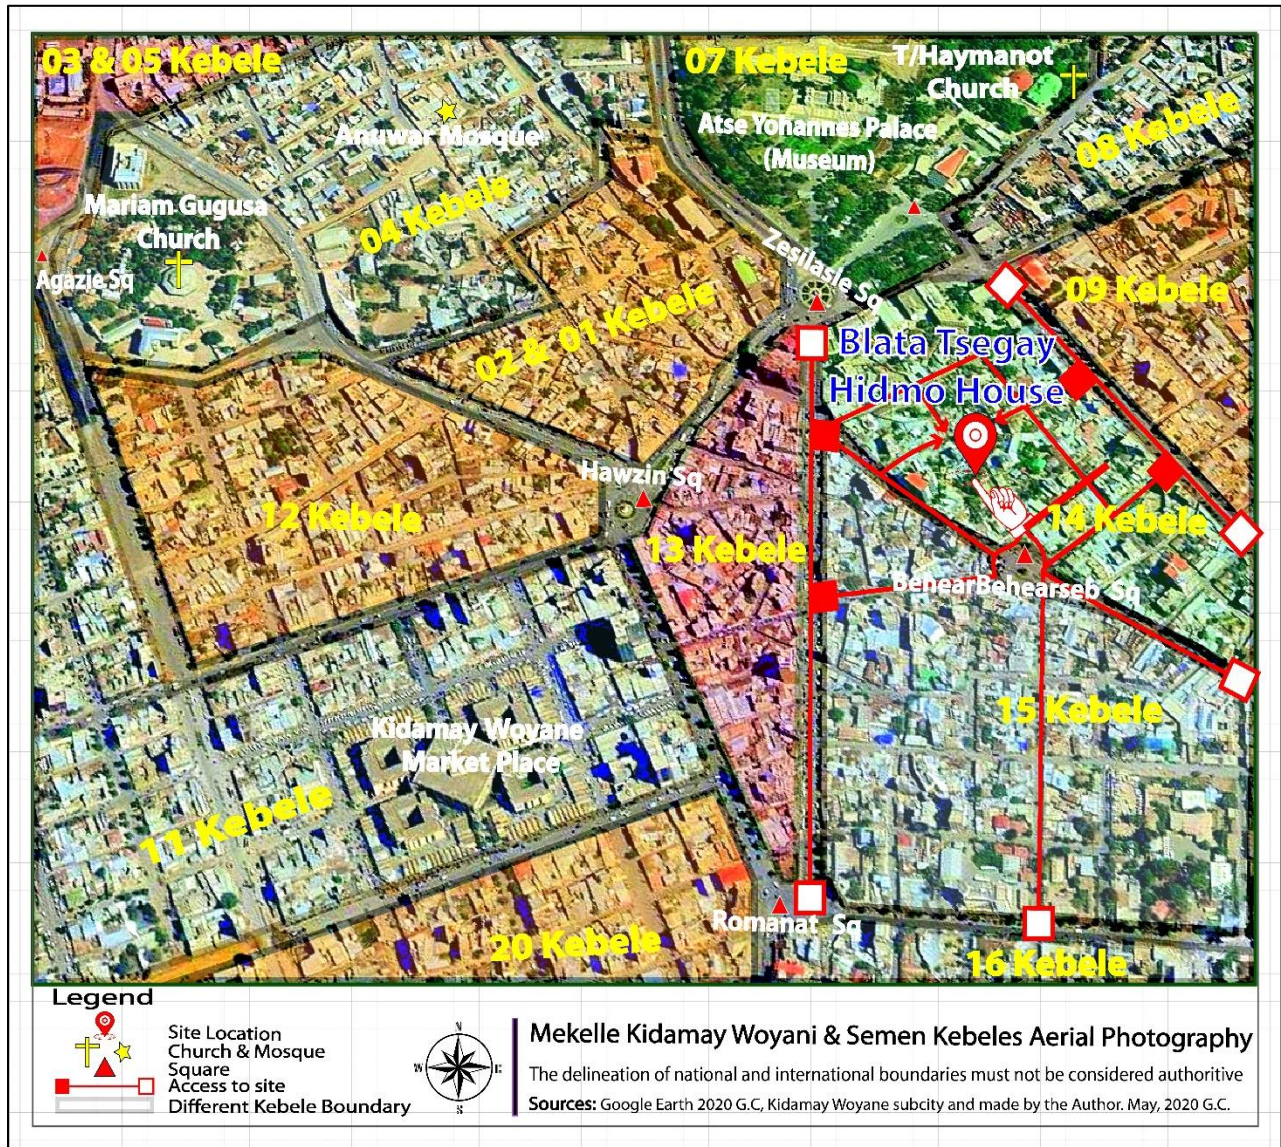 03 & 05 Kebele
07 Kebele
T/Haymanot
Church
Anuwar Mosque
Atse Yohannes Palace
(Museum)
08 Kebele
Mariam Gugusa
Church
04 Kebele
Agazie Sq
Zesilasle Sq
09 Kebele
02 & 01 Kebele
Blata Tsegay
Hidmo House
Hawzin Sq
12 Kebele
13 Kebele
14 Kebele
BenearBehearseb Sq
15 Kebele
Kidamay Woyane
Market Place
11 Kebele
Romanat Sq
20 Kebele
16 Kebele
Legend
Site Location
Church & Mosque
Square
Access to site
Different Kebele Boundary
N
W
E
S
Mekelle Kidamay Woyani & Semen Kebeles Aerial Photography
The delineation of national and international boundaries must not be considered authoritive
Sources: Google Earth 2020 G.C, Kidamay Woyane subcity and made by the Author. May, 2020 G.C.